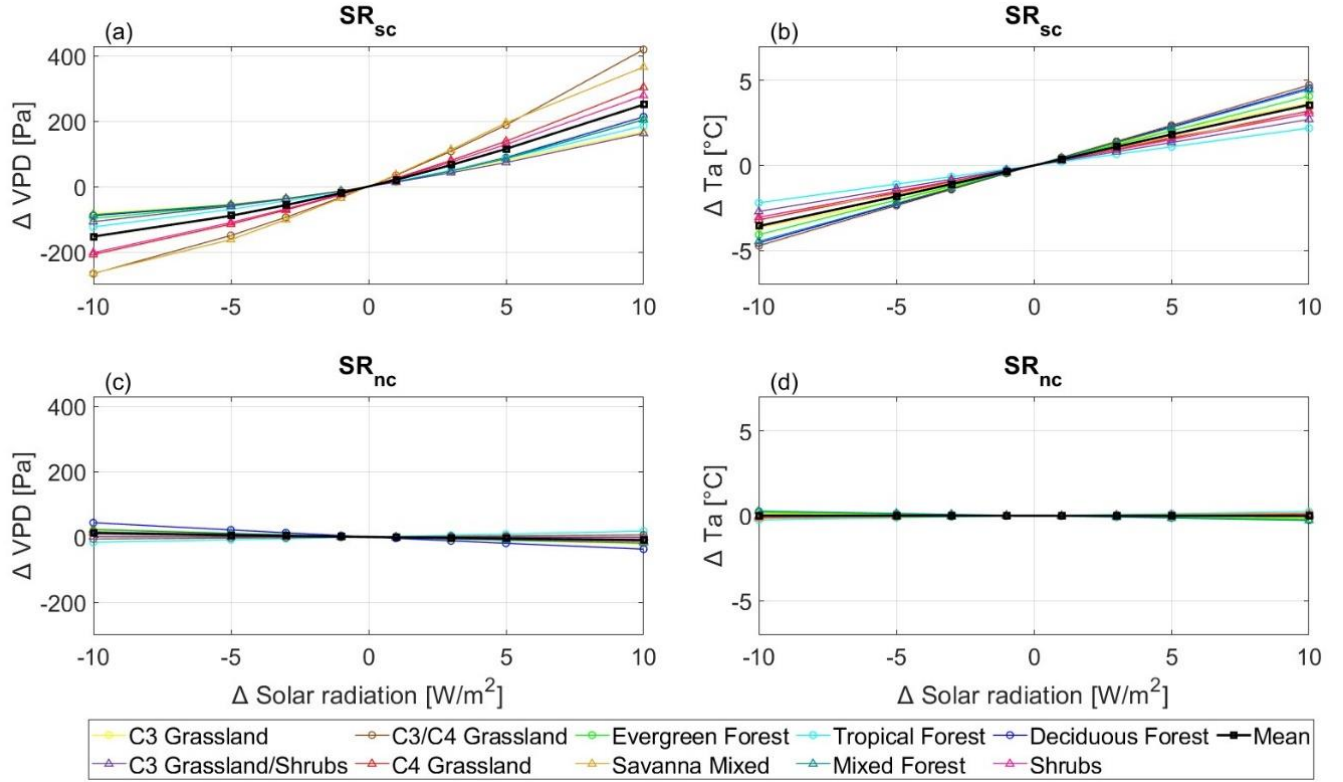 SR_sc
(a)
400
200
0
-200
Δ VPD [Pa]
-10 -5 0 5 10
SR_sc
(b)
5
0
-5
Δ Ta [°C]
-10 -5 0 5 10
SR_nc
(c)
400
200
0
-200
Δ VPD [Pa]
-10 -5 0 5 10
Δ Solar radiation [W/m²]
SR_nc
(d)
5
0
-5
Δ Ta [°C]
-10 -5 0 5 10
Δ Solar radiation [W/m²]
C3 Grassland C3/C4 Grassland Evergreen Forest Tropical Forest Deciduous Forest Mean
C3 Grassland/Shrubs C4 Grassland Savanna Mixed Mixed Forest Shrubs